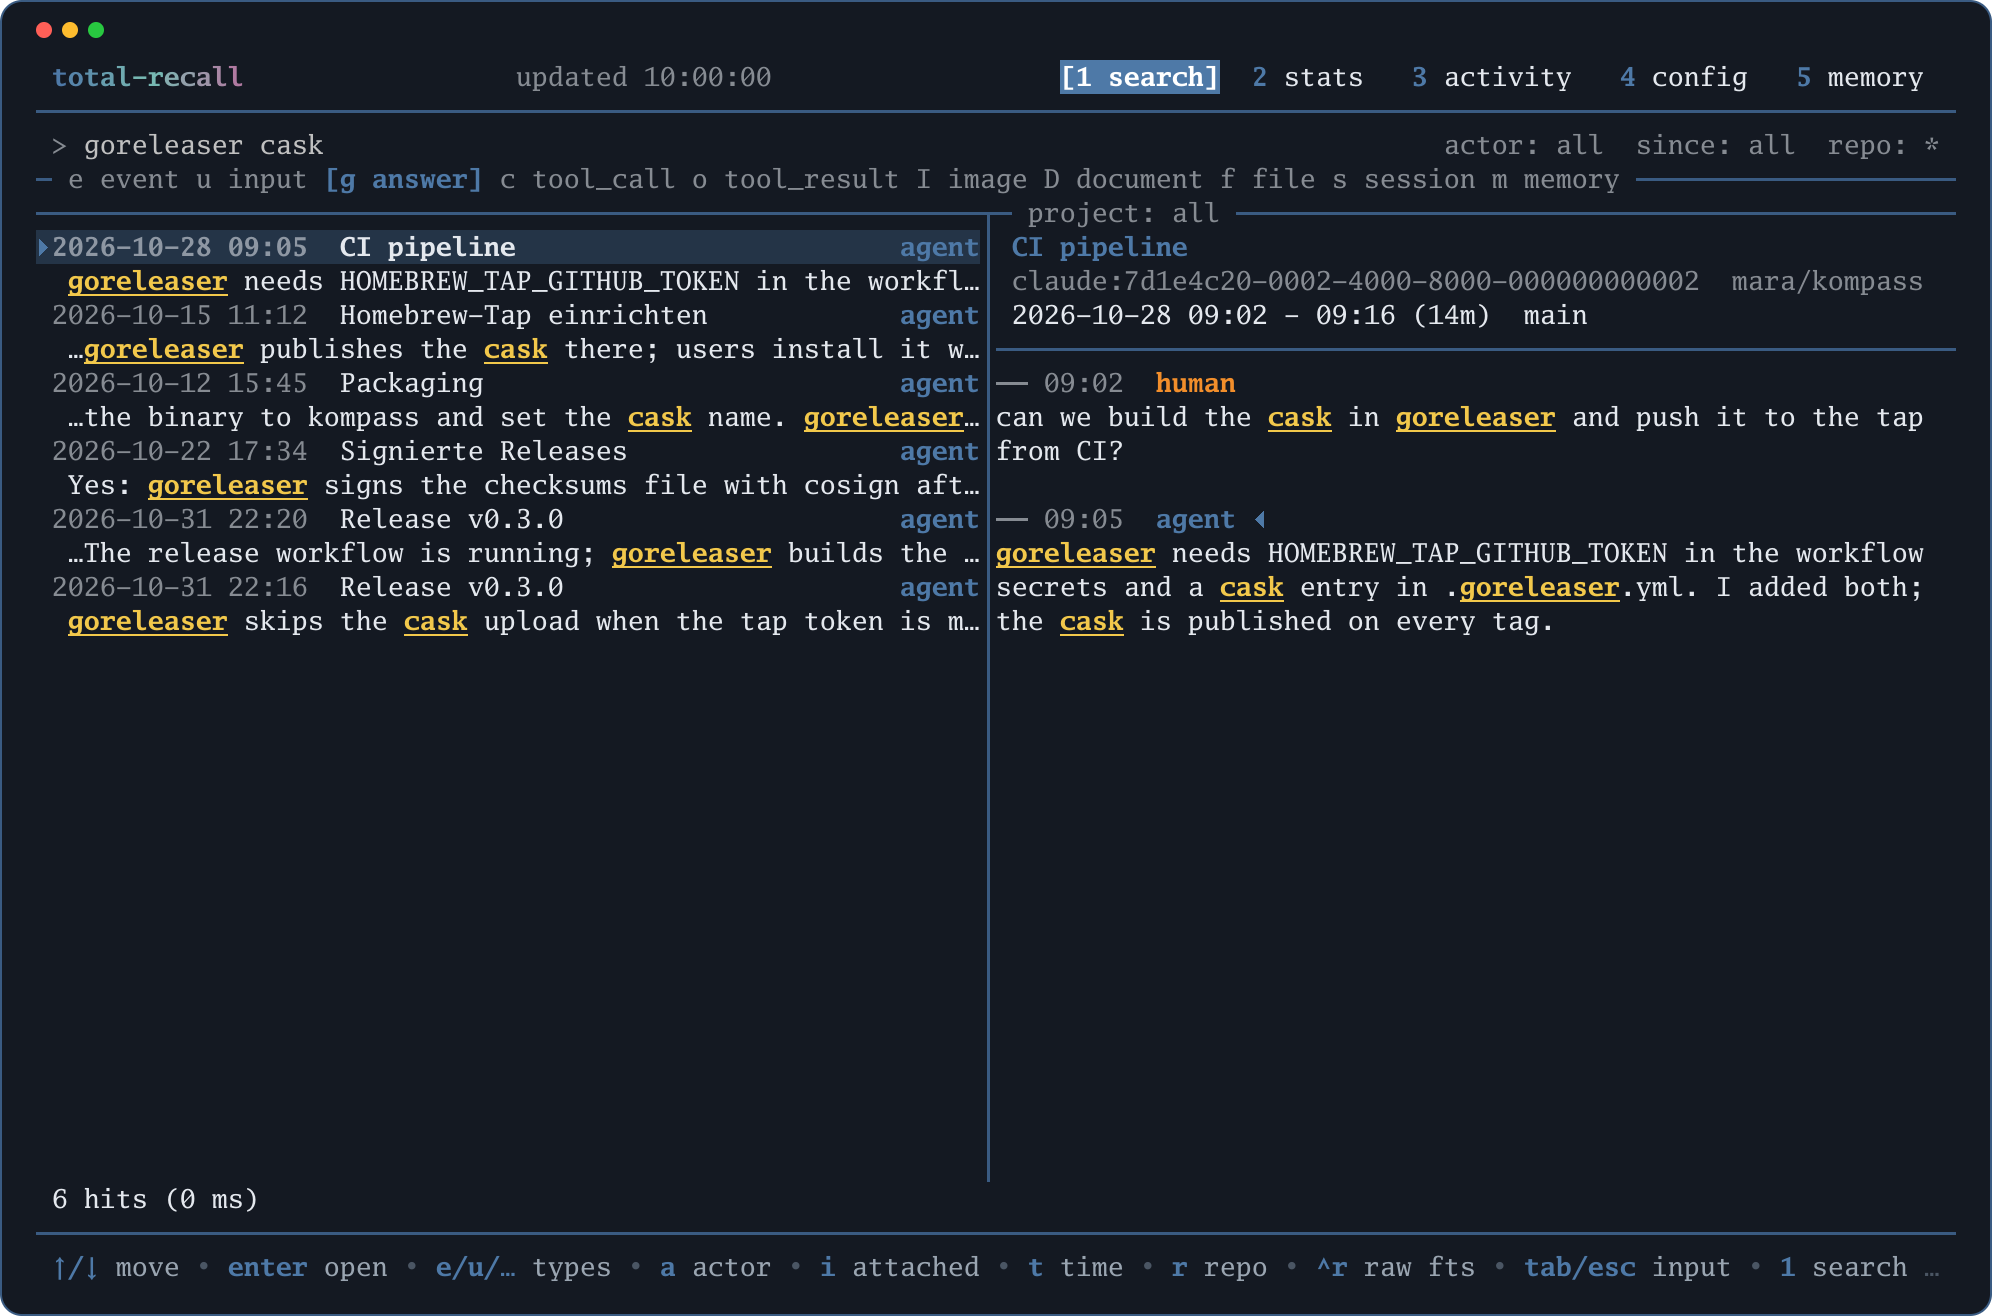 total-recall updated 10:00:00 [1 search] 2 stats 3 activity 4 config 5 memory
> goreleaser cask actor: all since: all repo: *
e event u input [g answer] c tool_call o tool_result I image D document f file s session m memory
project: all
2026-10-28 09:05 CI pipeline agent
goreleaser needs HOMEBREW_TAP_GITHUB_TOKEN in the workfl…
2026-10-15 11:12 Homebrew-Tap einrichten agent
…goreleaser publishes the cask there; users install it w…
2026-10-12 15:45 Packaging agent
…the binary to kompass and set the cask name. goreleaser…
2026-10-22 17:34 Signierte Releases agent
Yes: goreleaser signs the checksums file with cosign aft…
2026-10-31 22:20 Release v0.3.0 agent
…The release workflow is running; goreleaser builds the …
2026-10-31 22:16 Release v0.3.0 agent
goreleaser skips the cask upload when the tap token is m…
CI pipeline
claude:7d1e4c20-0002-4000-8000-000000000002 mara/kompass
2026-10-28 09:02 - 09:16 (14m) main
── 09:02 human
can we build the cask in goreleaser and push it to the tap
from CI?
── 09:05 agent ◂
goreleaser needs HOMEBREW_TAP_GITHUB_TOKEN in the workflow
secrets and a cask entry in .goreleaser.yml. I added both;
the cask is published on every tag.
6 hits (0 ms)
↑/↓ move • enter open • e/u/… types • a actor • i attached • t time • r repo • ^r raw fts • tab/esc input • 1 search …